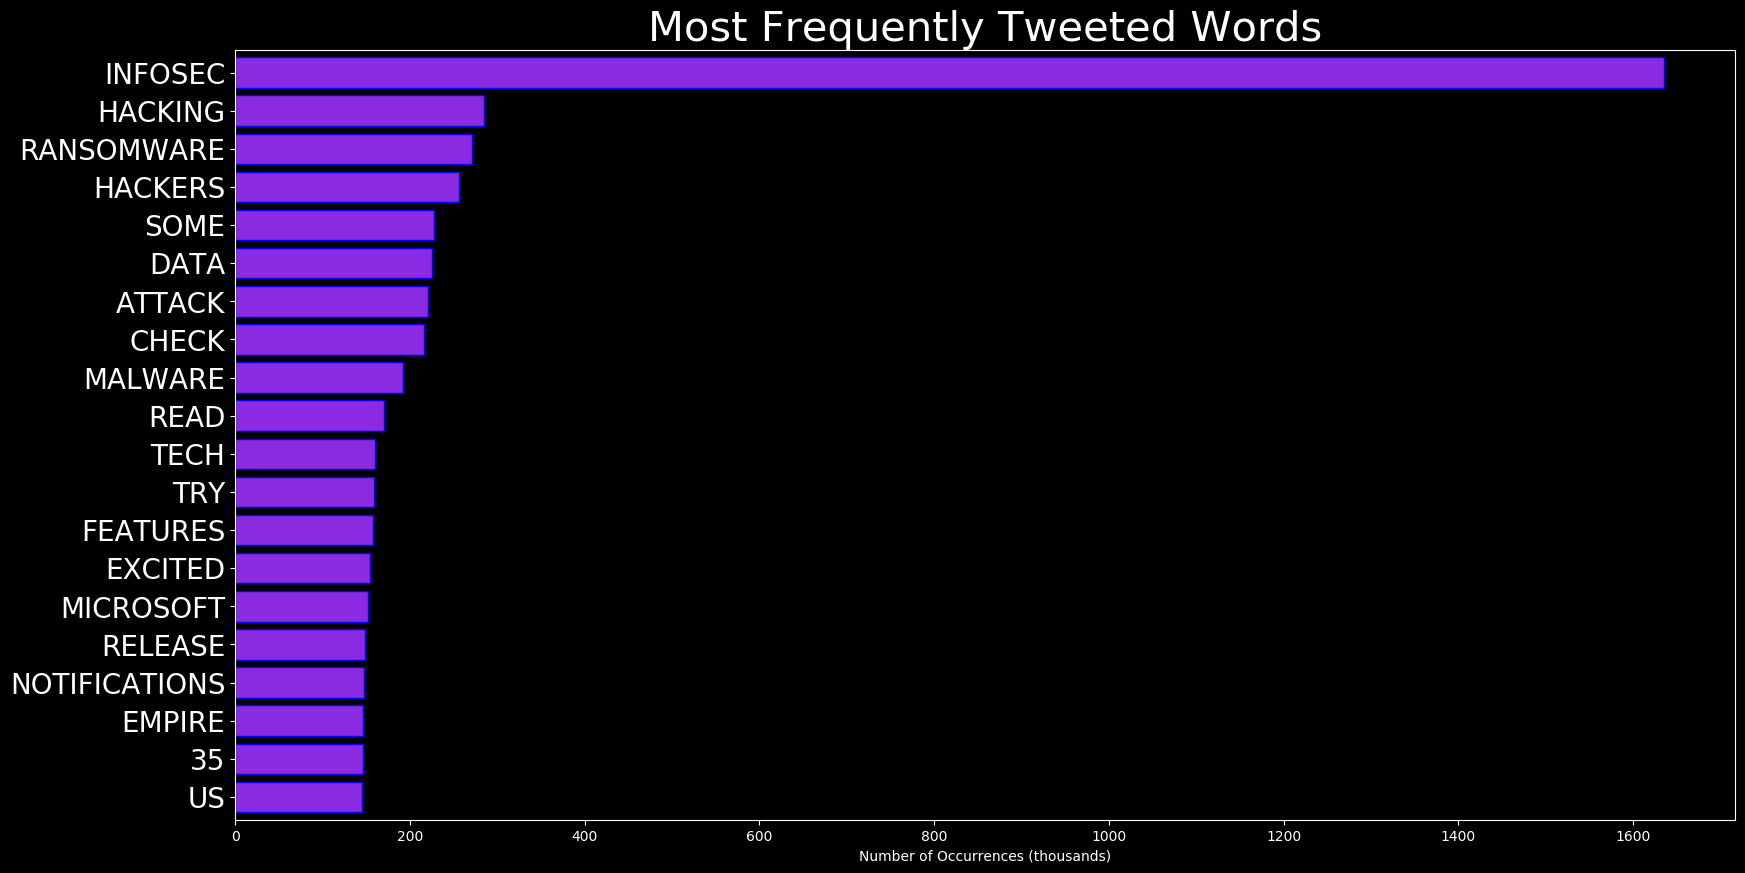 Most Frequently Tweeted Words
INFOSEC
HACKING
RANSOMWARE
HACKERS
SOME
DATA
ATTACK
CHECK
MALWARE
READ
TECH
TRY
FEATURES
EXCITED
MICROSOFT
RELEASE
NOTIFICATIONS
EMPIRE
35
US
0 200 400 600 800 1000 1200 1400 1600
Number of Occurrences (thousands)